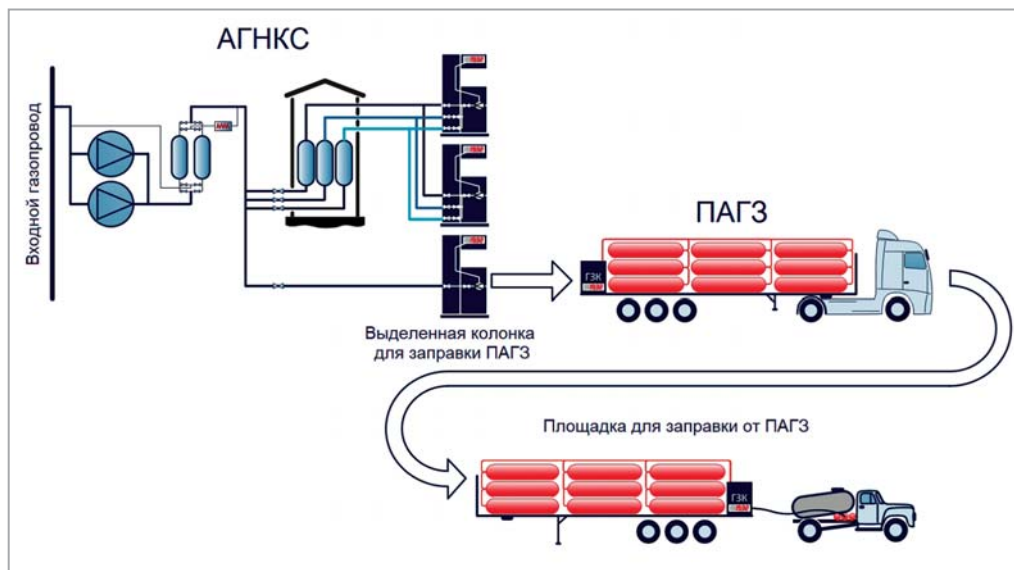 АГНКС
Входной газопровод
ПАГЗ
ГЗК
Выделенная колонка
для заправки ПАГЗ
Площадка для заправки от ПАГЗ
ГЗК